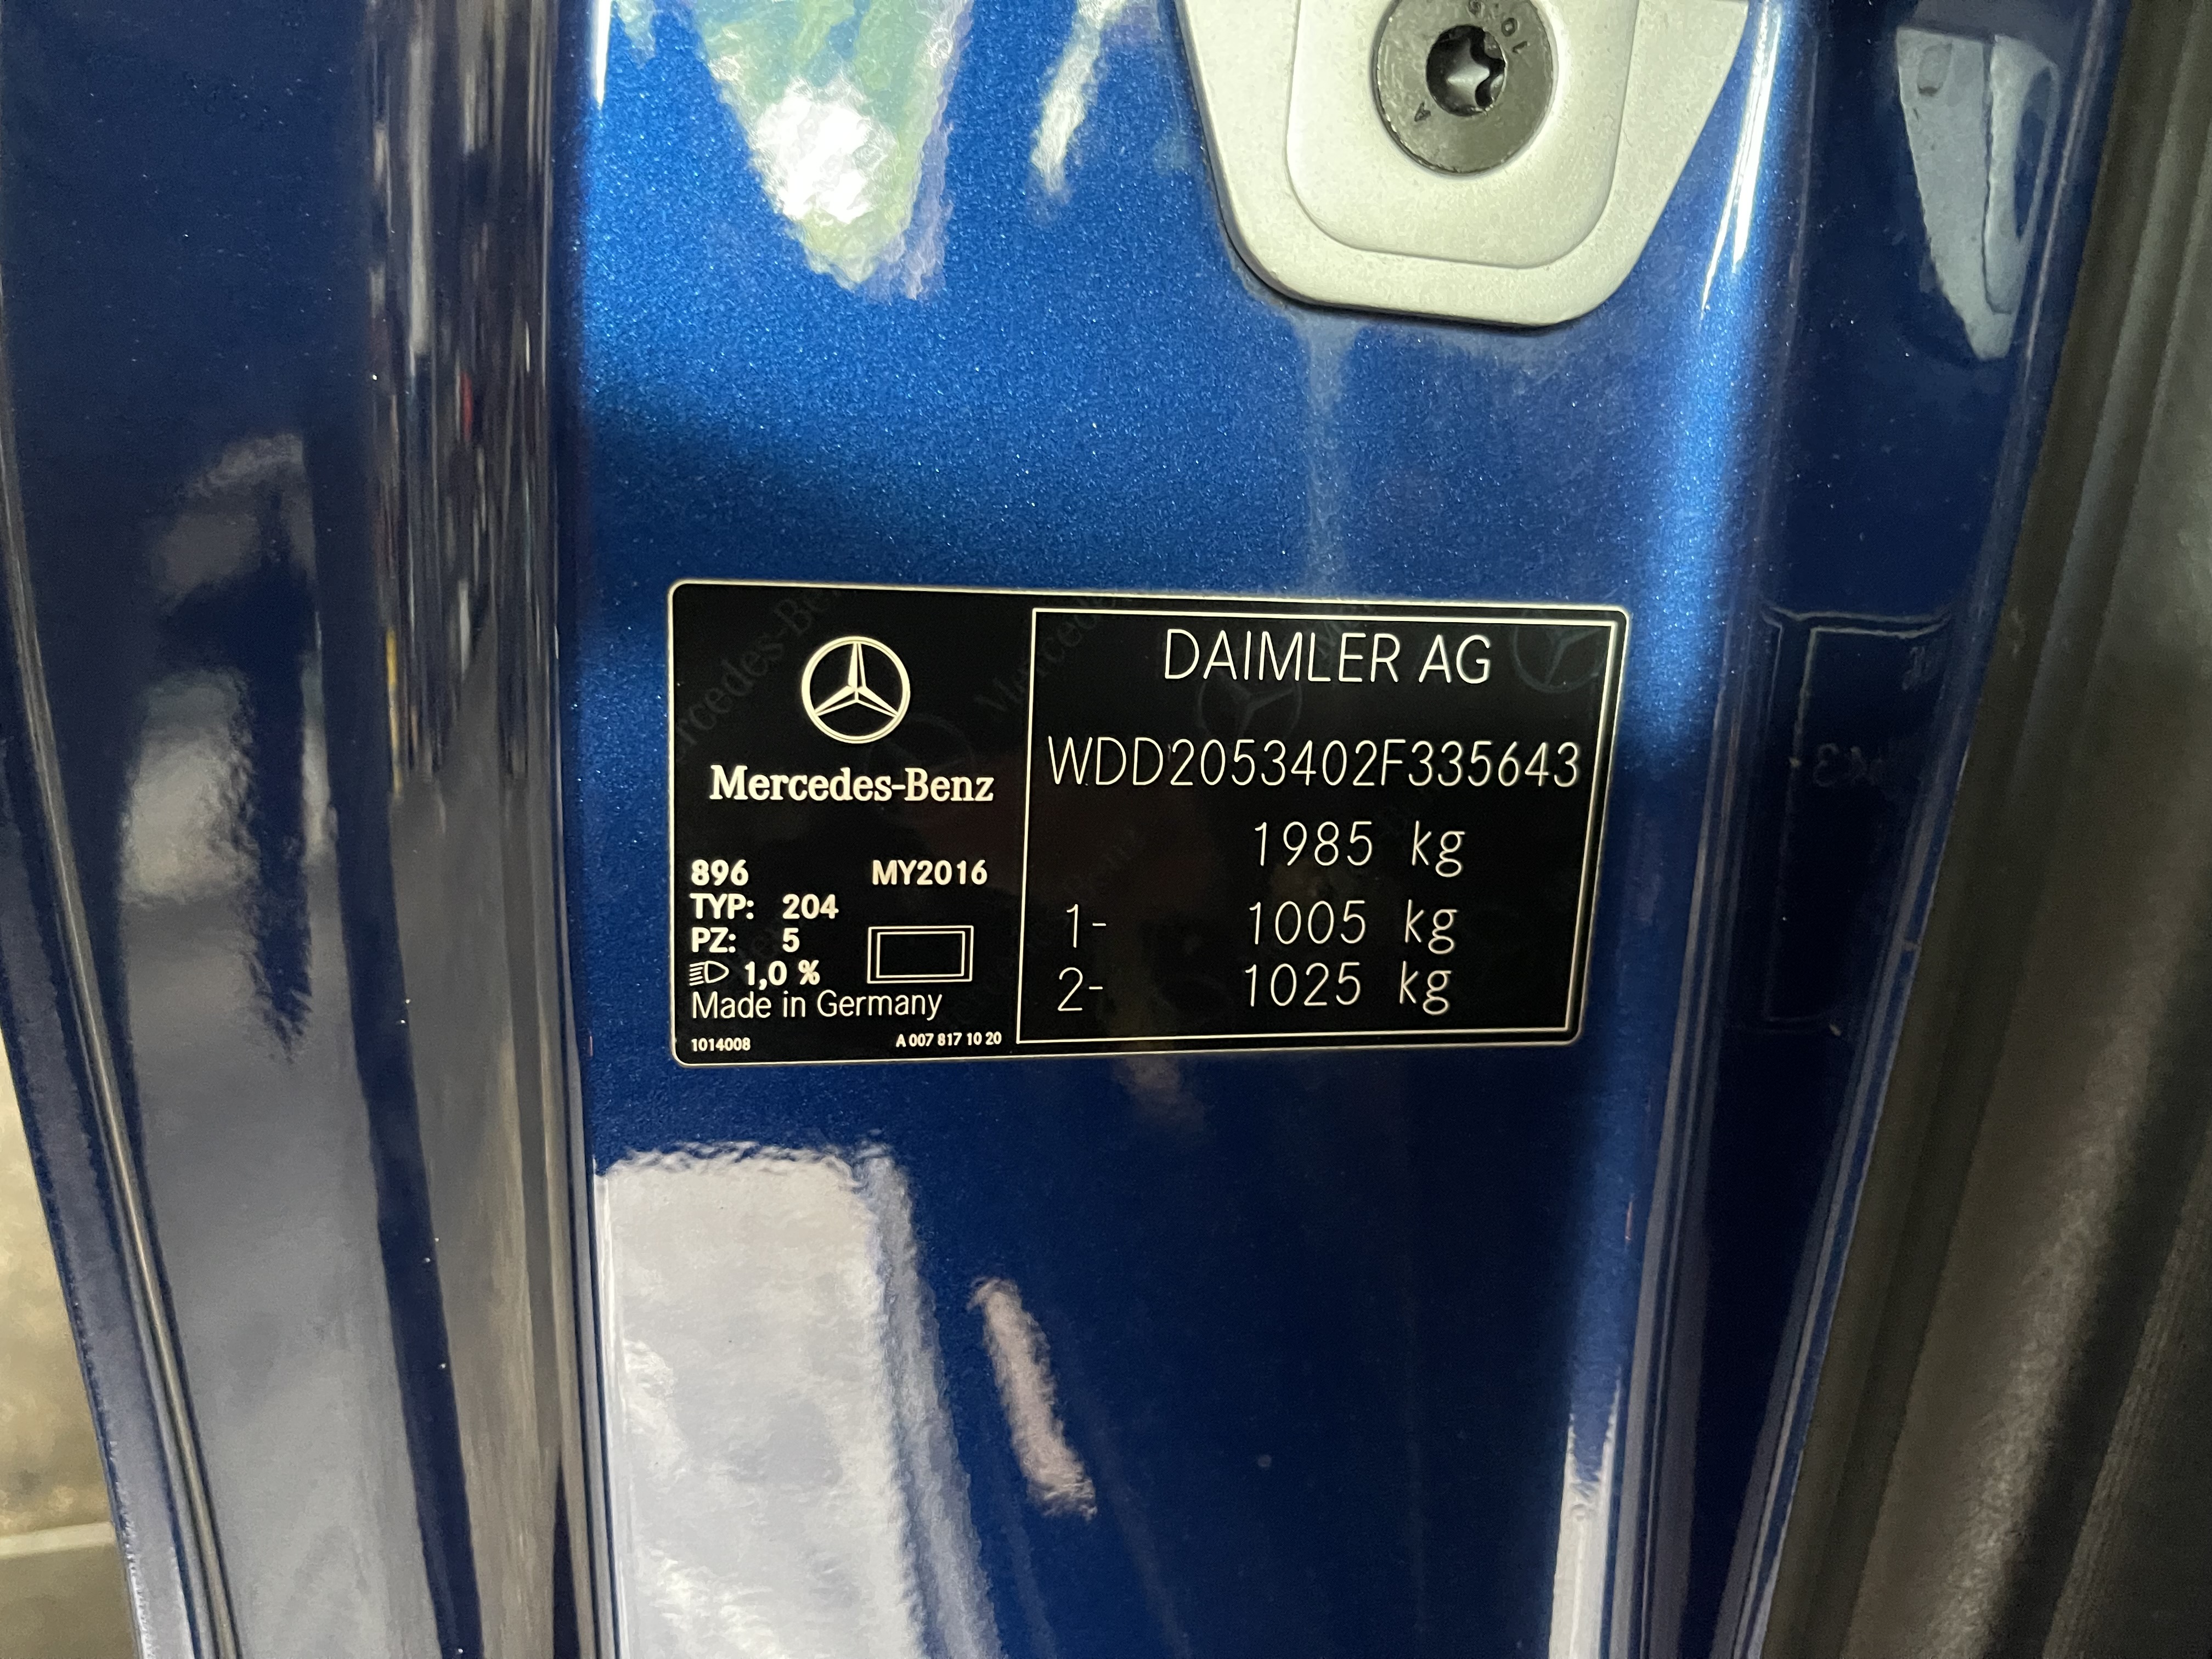 Mercedes-Benz
896 MY2016
TYP: 204
PZ: 5
1,0 %
Made in Germany
1014008 A 007 817 10 20
DAIMLER AG
WDD2053402F335643
1985 kg
1- 1005 kg
2- 1025 kg